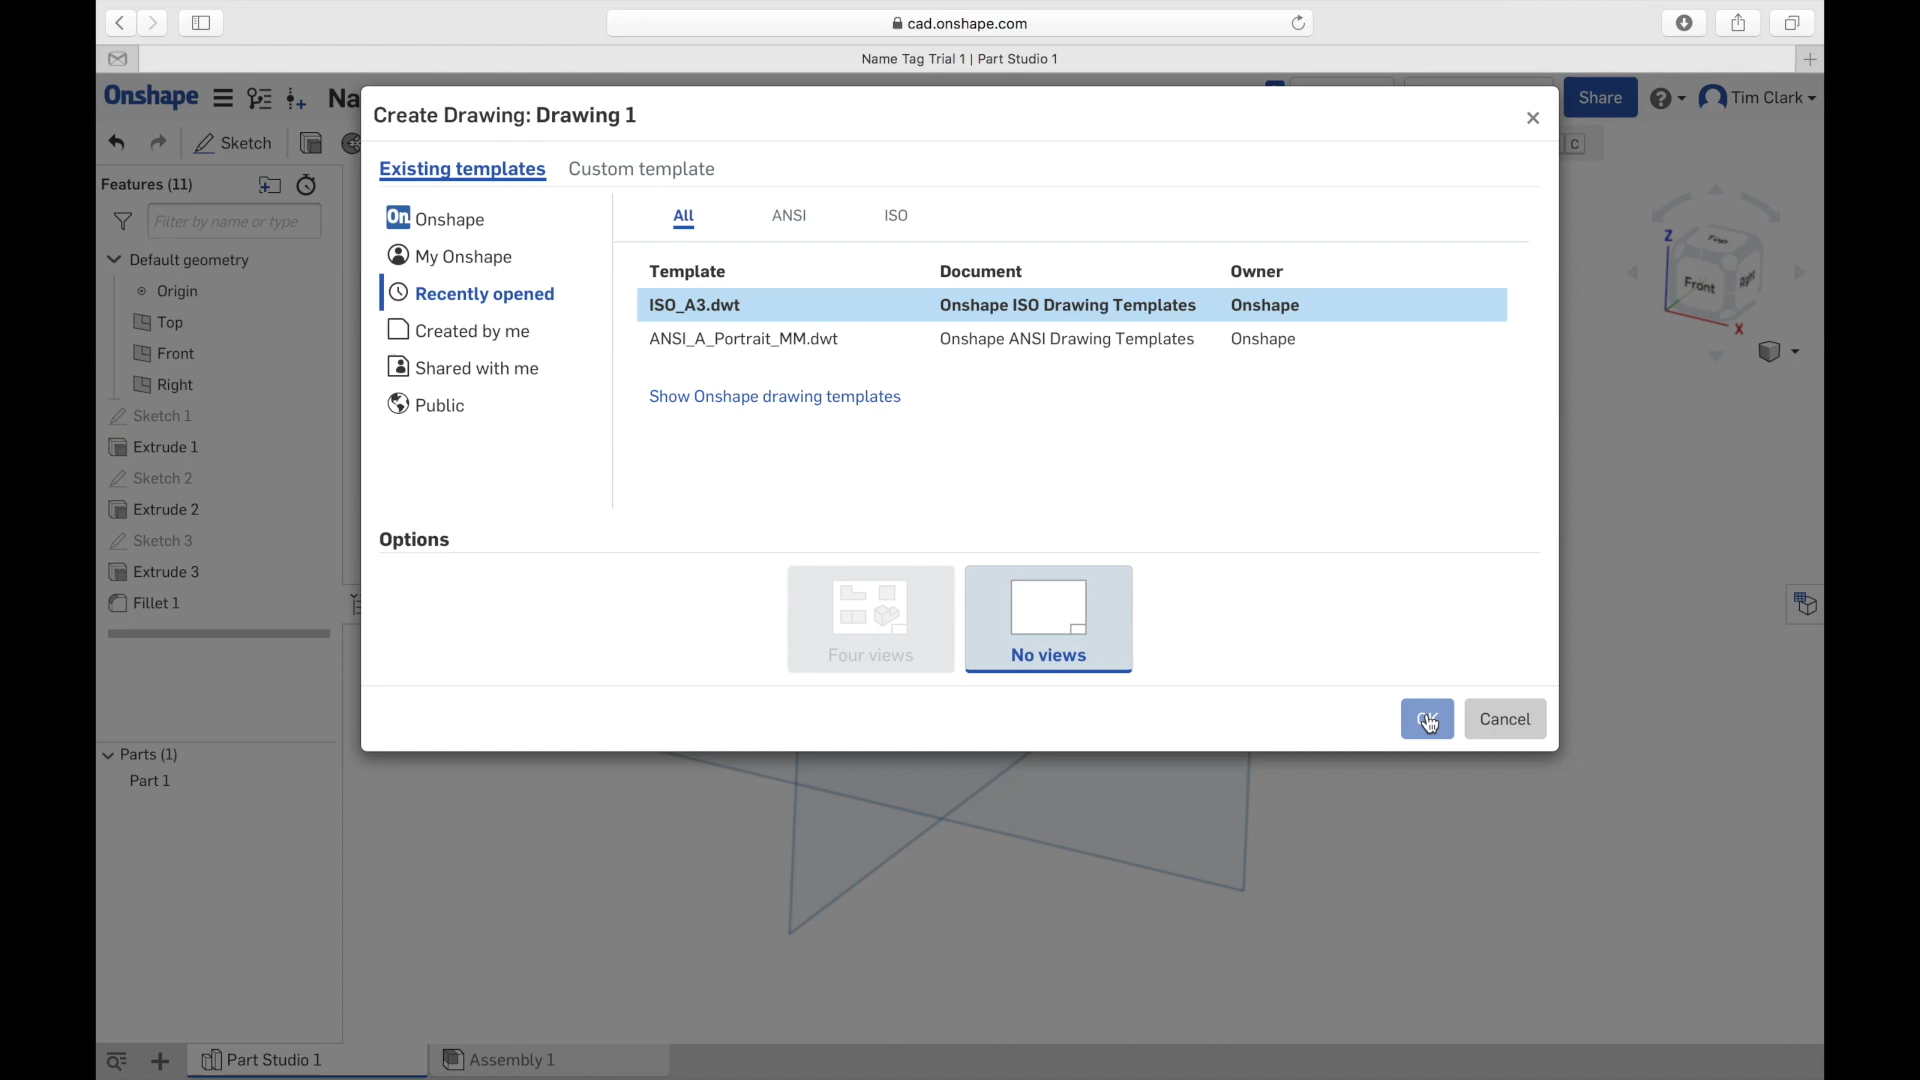 cad.onshape.com
Name Tag Trial 1 | Part Studio 1
Onshape
Na
Share
Tim Clark
Sketch
C
Create Drawing: Drawing 1
Existing templates
Custom template
Features (11)
Filter by name or type
Default geometry
Origin
Top
Front
Right
Sketch 1
Extrude 1
Sketch 2
Extrude 2
Sketch 3
Extrude 3
Fillet 1
On Onshape
My Onshape
Recently opened
Created by me
Shared with me
Public
All ANSI ISO
Template Document Owner
ISO_A3.dwt Onshape ISO Drawing Templates Onshape
ANSI_A_Portrait_MM.dwt Onshape ANSI Drawing Templates Onshape
Show Onshape drawing templates
Z
Top
Front
Right
X
Options
Four views
No views
Cancel
Parts (1)
Part 1
Part Studio 1
Assembly 1